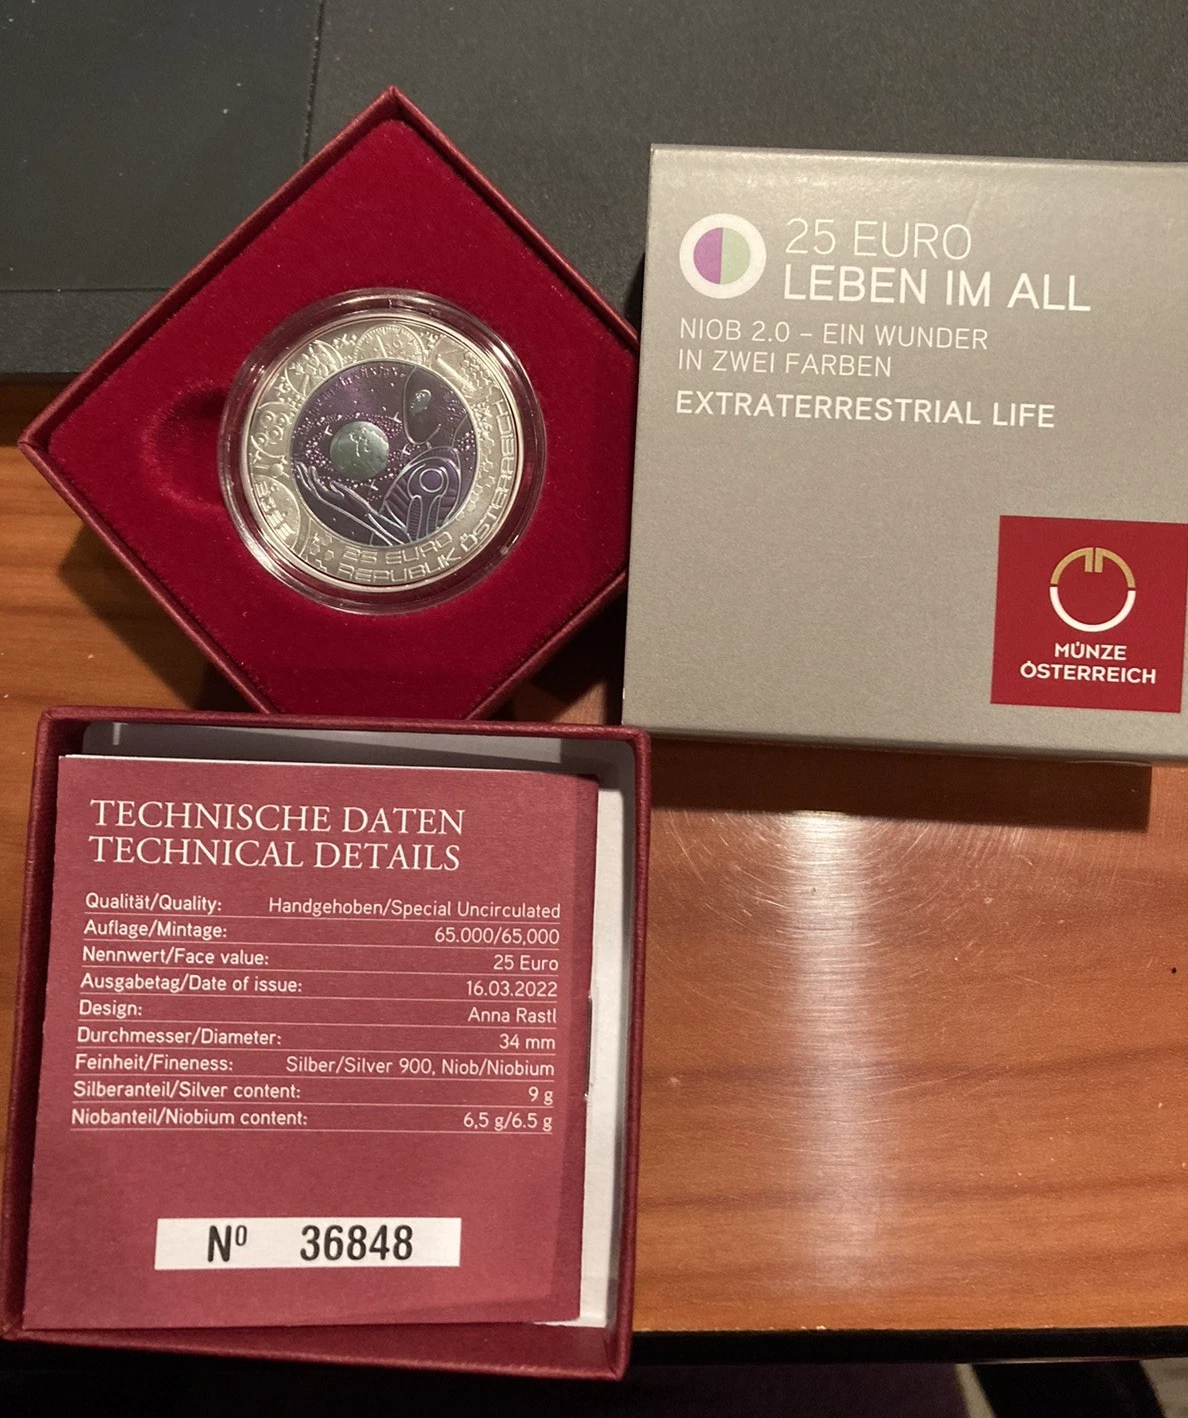 25 EURO
REPUBLIK ÖSTERREICH
25 EURO
LEBEN IM ALL
NIOB 2.0 – EIN WUNDER
IN ZWEI FARBEN
EXTRATERRESTRIAL LIFE
MÜNZE
ÖSTERREICH
TECHNISCHE DATEN
TECHNICAL DETAILS
Qualität/Quality: Handgehoben/Special Uncirculated
Auflage/Mintage: 65.000/65,000
Nennwert/Face value: 25 Euro
Ausgabetag/Date of issue: 16.03.2022
Design: Anna Rastl
Durchmesser/Diameter: 34 mm
Feinheit/Fineness: Silber/Silver 900, Niob/Niobium
Silberanteil/Silver content: 9 g
Niobanteil/Niobium content: 6,5 g/6.5 g
Nº 36848